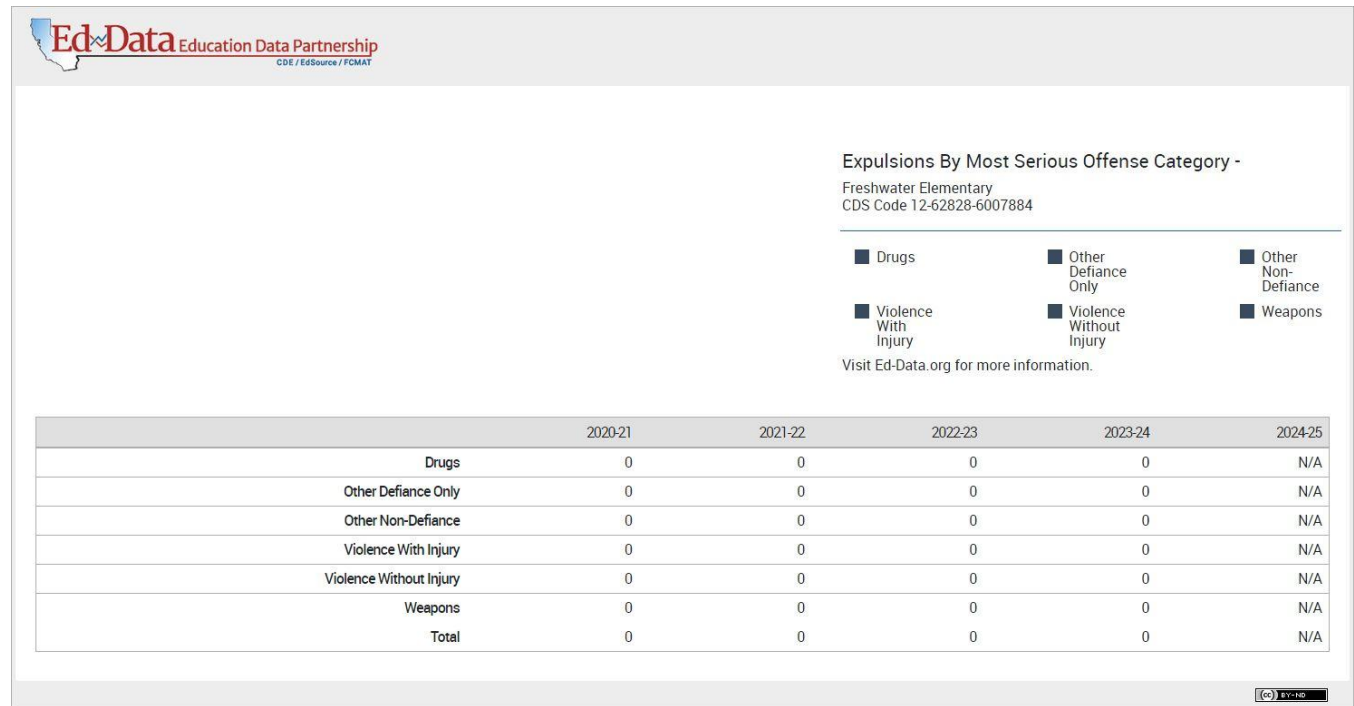 Ed Data Education Data Partnership
CDE / EdSource / FCMAT
Expulsions By Most Serious Offense Category -
Freshwater Elementary
CDS Code 12-62828-6007884
Drugs
Other
Defiance
Only
Other
Non-
Defiance
Violence
With
Injury
Violence
Without
Injury
Weapons
Visit Ed-Data.org for more information.
2020-21 2021-22 2022-23 2023-24 2024-25
Drugs 0 0 0 0 N/A
Other Defiance Only 0 0 0 0 N/A
Other Non-Defiance 0 0 0 0 N/A
Violence With Injury 0 0 0 0 N/A
Violence Without Injury 0 0 0 0 N/A
Weapons 0 0 0 0 N/A
Total 0 0 0 0 N/A
(cc) BY-ND